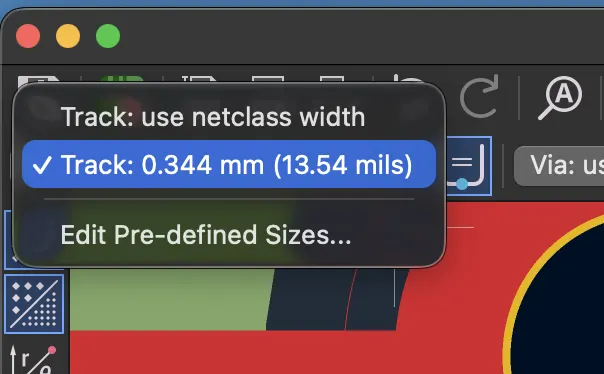 A
Track: use netclass width
✓ Track: 0.344 mm (13.54 mils)
Via: us
Edit Pre-defined Sizes...
r